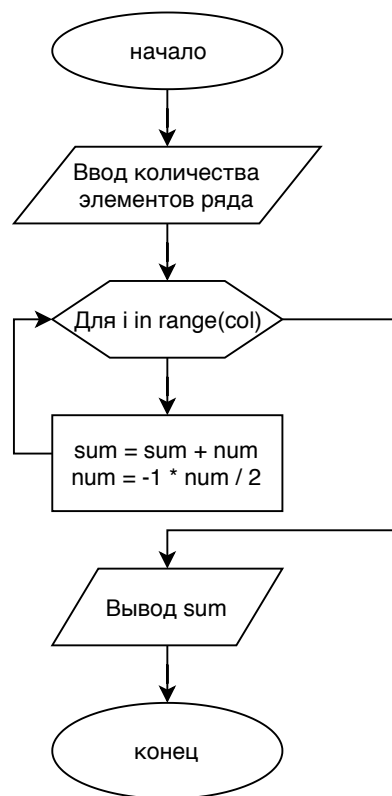 начало
Ввод количества
элементов ряда
Для i in range(col)
sum = sum + num
num = -1 * num / 2
Вывод sum
конец